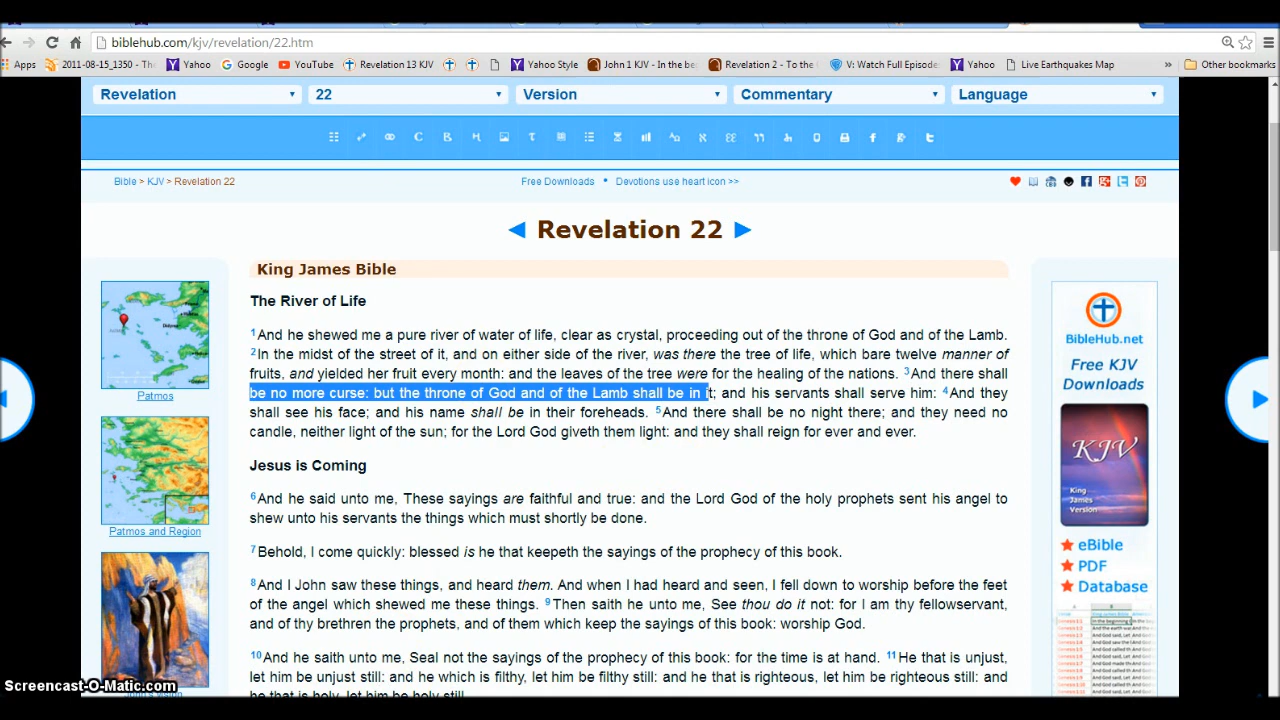 biblehub.com/kjv/revelation/22.htm
Apps 2011-08-15_1350 - Th Yahoo Google YouTube Revelation 13 KJV Yahoo Style John 1 KJV - In the be Revelation 2 - To the V: Watch Full Episode Yahoo Live Earthquakes Map » Other bookmarks
Revelation 22 Version Commentary Language
Bible > KJV > Revelation 22 Free Downloads • Devotions use heart icon >>
◄ Revelation 22 ►
King James Bible
The River of Life
1And he shewed me a pure river of water of life, clear as crystal, proceeding out of the throne of God and of the Lamb.
2In the midst of the street of it, and on either side of the river, was there the tree of life, which bare twelve manner of
fruits, and yielded her fruit every month: and the leaves of the tree were for the healing of the nations. 3And there shall
be no more curse: but the throne of God and of the Lamb shall be in it; and his servants shall serve him: 4And they
shall see his face; and his name shall be in their foreheads. 5And there shall be no night there; and they need no
candle, neither light of the sun; for the Lord God giveth them light: and they shall reign for ever and ever.
Jesus is Coming
6And he said unto me, These sayings are faithful and true: and the Lord God of the holy prophets sent his angel to
shew unto his servants the things which must shortly be done.
7Behold, I come quickly: blessed is he that keepeth the sayings of the prophecy of this book.
8And I John saw these things, and heard them. And when I had heard and seen, I fell down to worship before the feet
of the angel which shewed me these things. 9Then saith he unto me, See thou do it not: for I am thy fellowservant,
and of thy brethren the prophets, and of them which keep the sayings of this book: worship God.
10And he saith unto me, Seal not the sayings of the prophecy of this book: for the time is at hand. 11He that is unjust,
let him be unjust still: and he which is filthy, let him be filthy still: and he that is righteous, let him be righteous still: and
he that is holy, let him be holy still.
Patmos
Patmos and Region
BibleHub.net
Free KJV
Downloads
KJV
King
James
Version
eBible
PDF
Database
Screencast-O-Matic.com